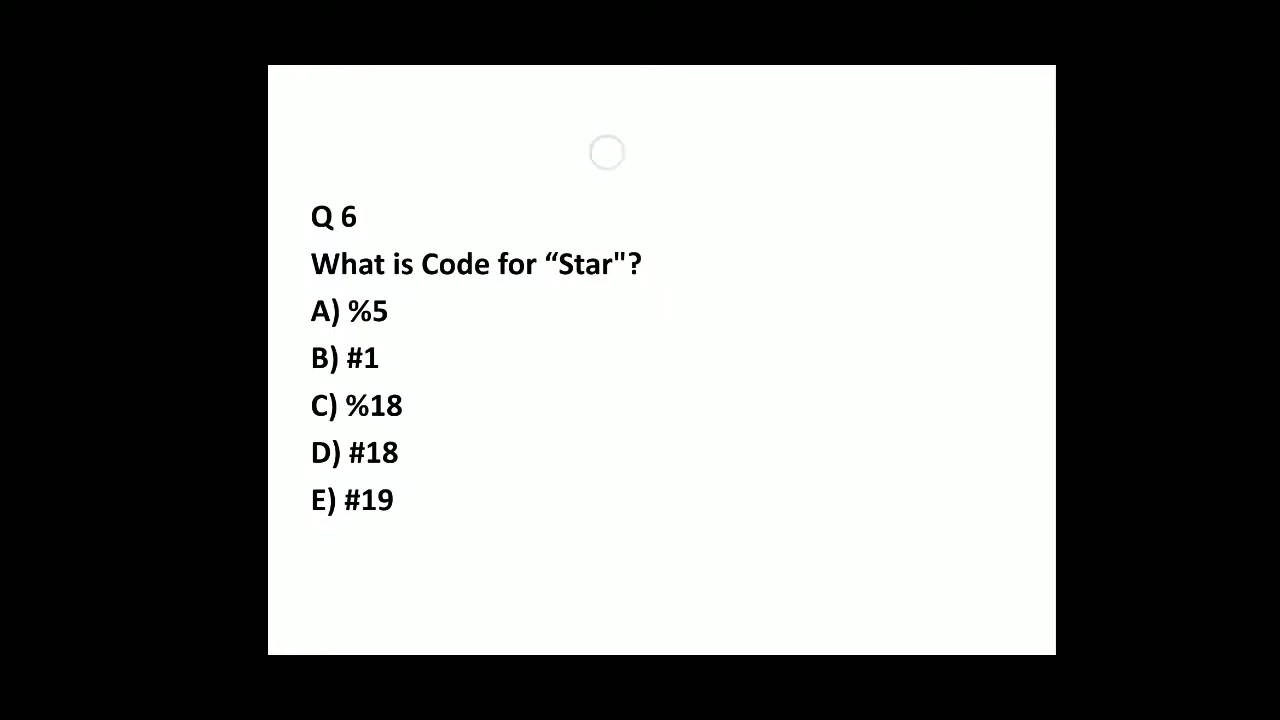 Q 6
What is Code for “Star"?
A) %5
B) #1
C) %18
D) #18
E) #19